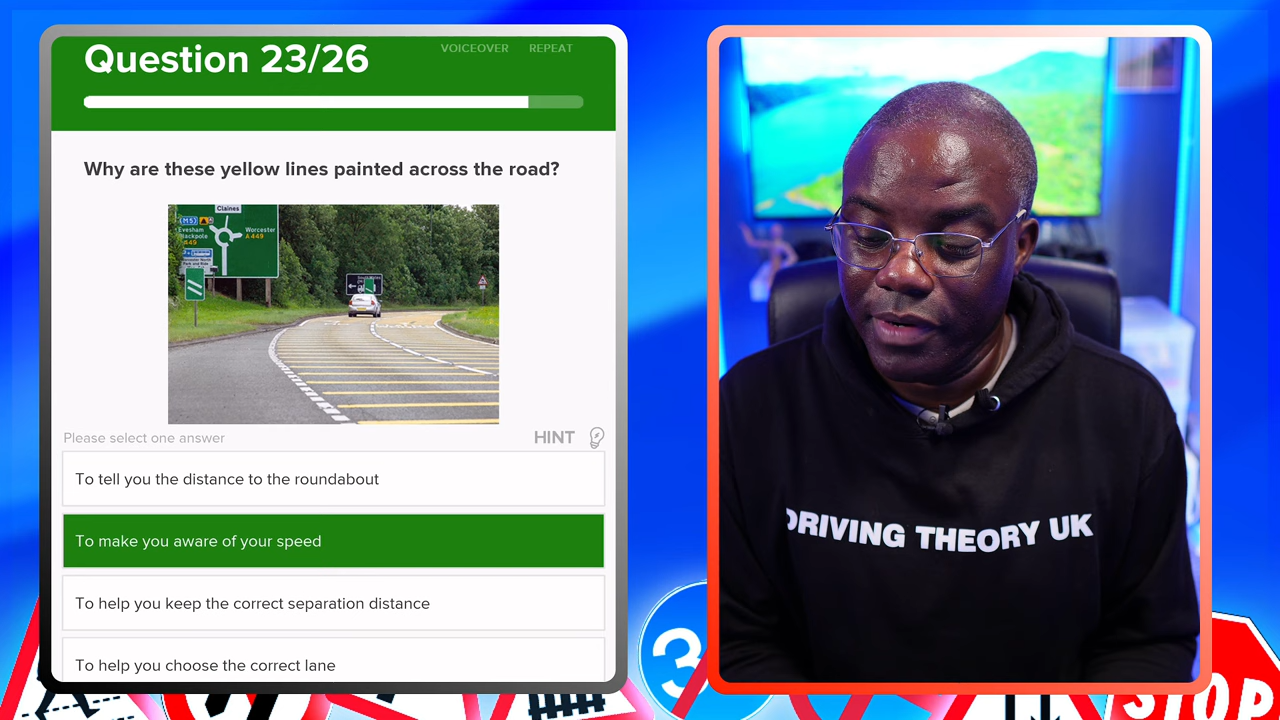 Question 23/26
VOICEOVER REPEAT
Why are these yellow lines painted across the road?
Claines
M5
Evesham
Worcester
A449
Please select one answer
HINT
To tell you the distance to the roundabout
To make you aware of your speed
To help you keep the correct separation distance
To help you choose the correct lane
DRIVING THEORY UK
3
STOP